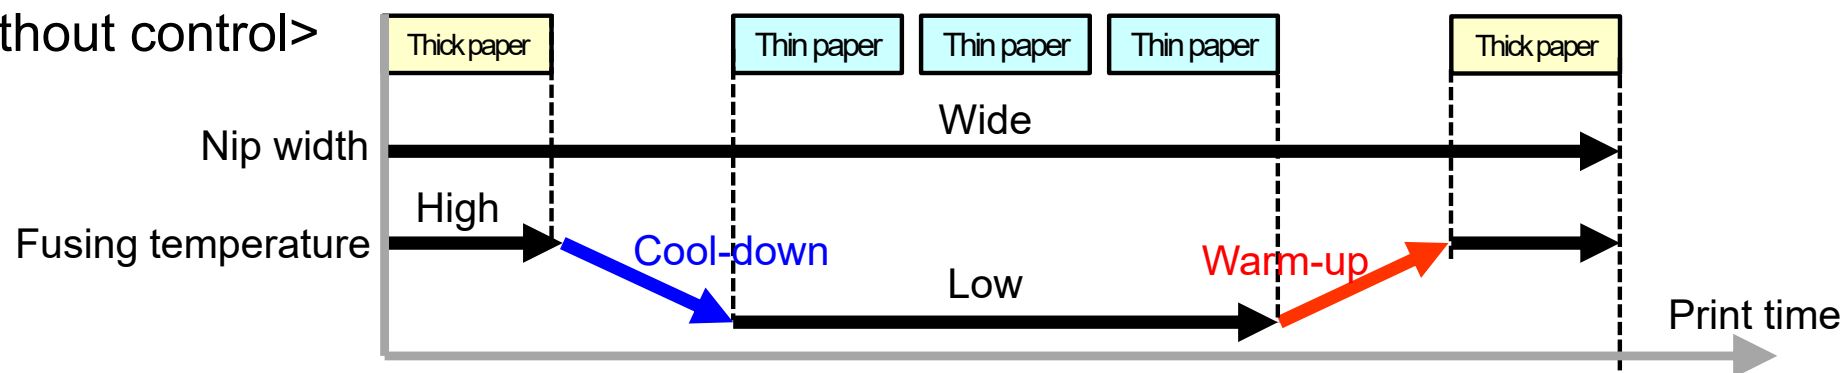 thout control>
Thick paper
Thin paper
Thin paper
Thin paper
Thick paper
Wide
Nip width
High
Fusing temperature
Cool-down
Warm-up
Low
Print time